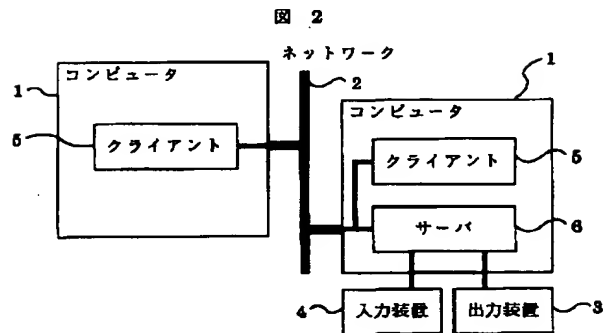 図 2
ネットワーク
コンピュータ
1
2
1
コンピュータ
5
クライアント
クライアント
5
サーバ
6
4
入力装置
出力装置
3